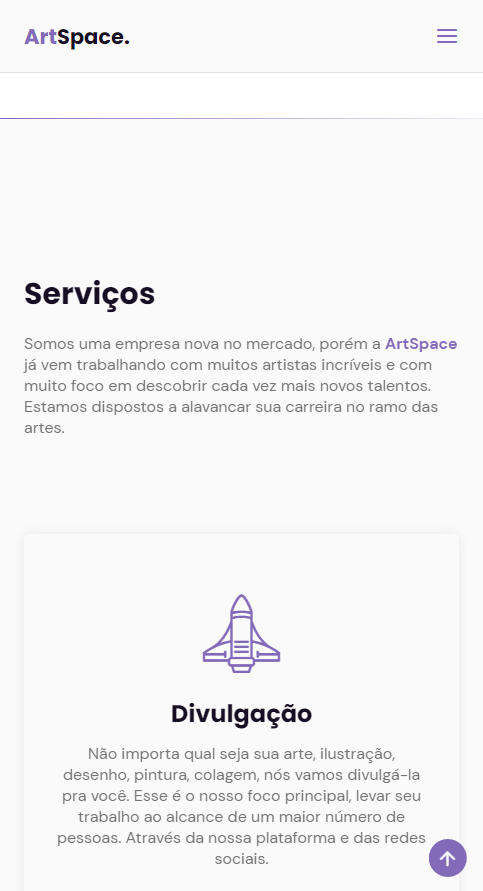 ArtSpace.
Serviços
Somos uma empresa nova no mercado, porém a ArtSpace
já vem trabalhando com muitos artistas incríveis e com
muito foco em descobrir cada vez mais novos talentos.
Estamos dispostos a alavancar sua carreira no ramo das
artes.
Divulgação
Não importa qual seja sua arte, ilustração,
desenho, pintura, colagem, nós vamos divulgá-la
pra você. Esse é o nosso foco principal, levar seu
trabalho ao alcance de um maior número de
pessoas. Através da nossa plataforma e das redes
sociais.